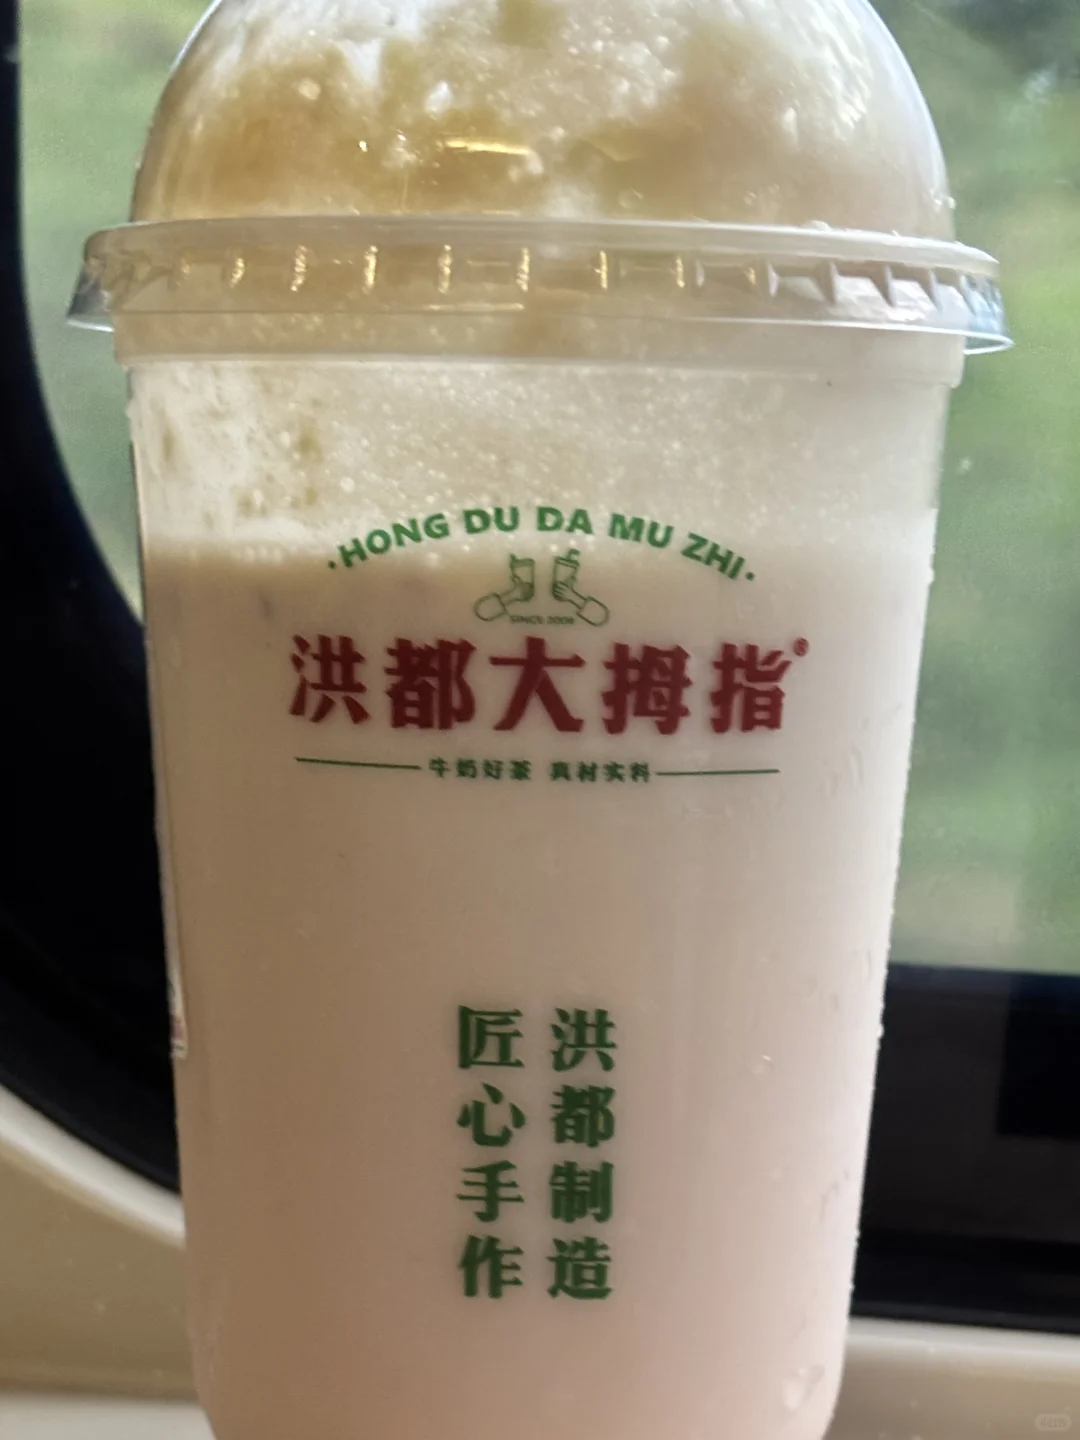 ·HONG DU DA MU ZHI·
SINCE 2009
洪都大拇指®
牛奶好茶 真材实料
洪都制造
匠心手作